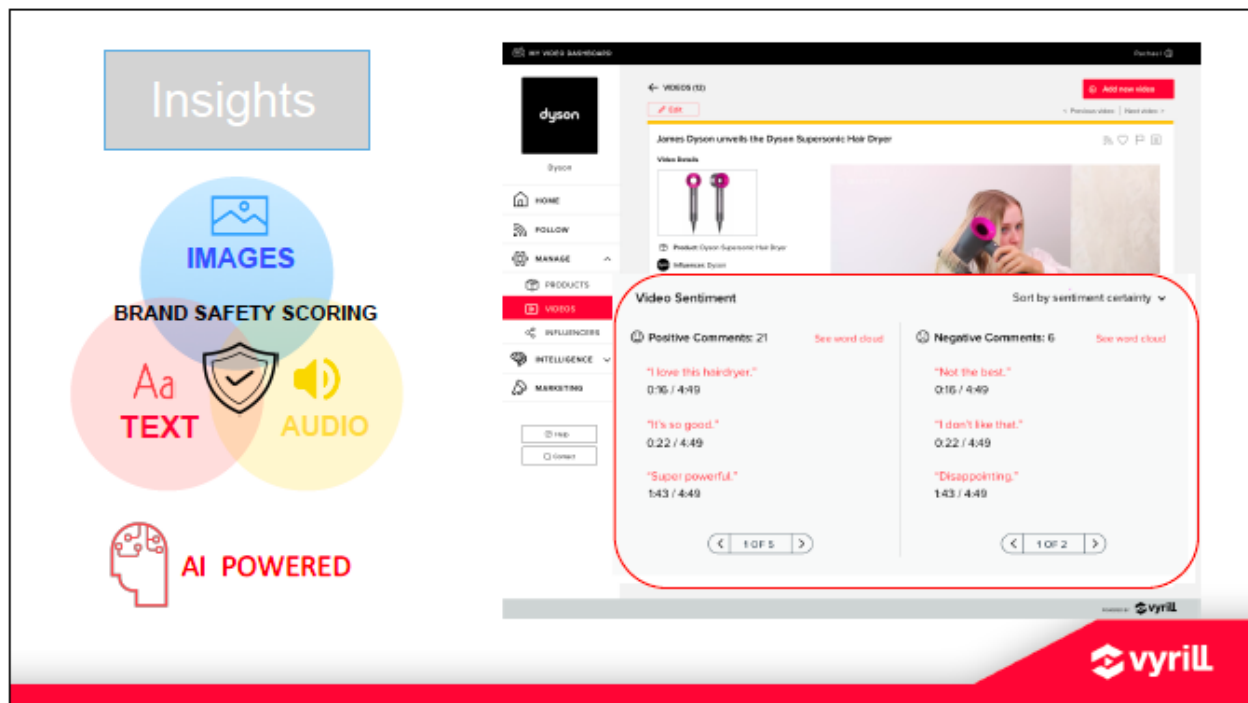 Insights
IMAGES
BRAND SAFETY SCORING
Aa
TEXT
AUDIO
AI POWERED
MY VIDEO DASHBOARD
dyson
Dyson
HOME
FOLLOW
MANAGE
PRODUCTS
VIDEOS
INFLUENCERS
INTELLIGENCE
MARKETING
Help
Contact
VIDEOS (12)
Add new video
Edit
< Previous video | Next video >
James Dyson unveils the Dyson Supersonic Hair Dryer
Video Details
Product: Dyson Supersonic Hair Dryer
Influencer: Dyson
Video Sentiment
Sort by sentiment certainty
Positive Comments: 21
See word cloud
"I love this hairdryer."
0:16 / 4:49
"It's so good."
0:22 / 4:49
"Super powerful."
1:43 / 4:49
< 1 OF 5 >
Negative Comments: 6
See word cloud
"Not the best."
0:16 / 4:49
"I don't like that."
0:22 / 4:49
"Disappointing."
1:43 / 4:49
< 1 OF 2 >
POWERED BY vyrill
vyrill